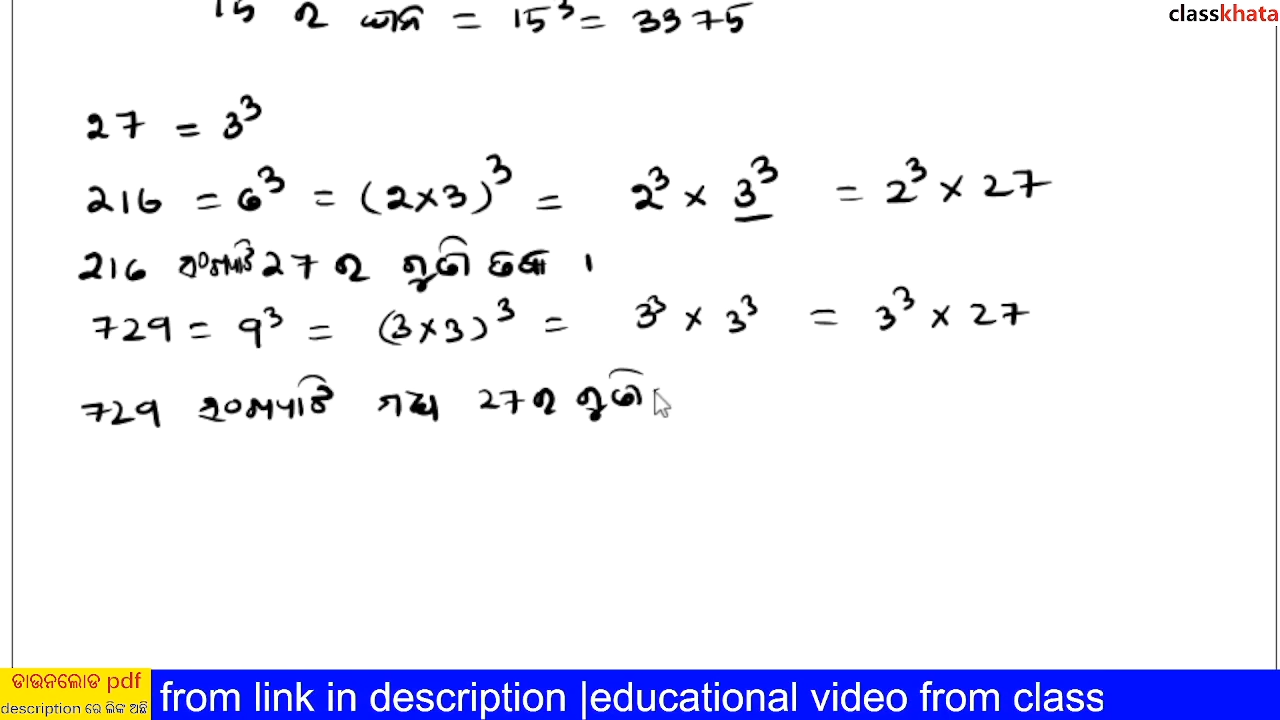 classkhata
15 ର ଘନ = 15³ = 3375
27 = 3³
216 = 6³ = (2×3)³ = 2³ × 3³ = 2³ × 27
216 ସଂଖ୍ୟାଟି 27 ର
729 = 9³ = (3×3)³ = 3³ × 3³ = 3³ × 27
729 ସଂଖ୍ୟାଟି ମଧ୍ୟ 27 ର
ଡାଉନଲୋଡ pdf
description ରେ ଲିଙ୍କ ଅଛି
from link in description |educational video from class